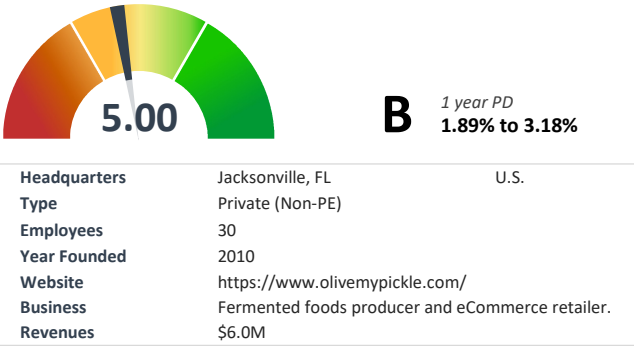 5.00
B
1 year PD
1.89% to 3.18%
Headquarters Jacksonville, FL U.S.
Type Private (Non-PE)
Employees 30
Year Founded 2010
Website https://www.olivemypickle.com/
Business Fermented foods producer and eCommerce retailer.
Revenues $6.0M